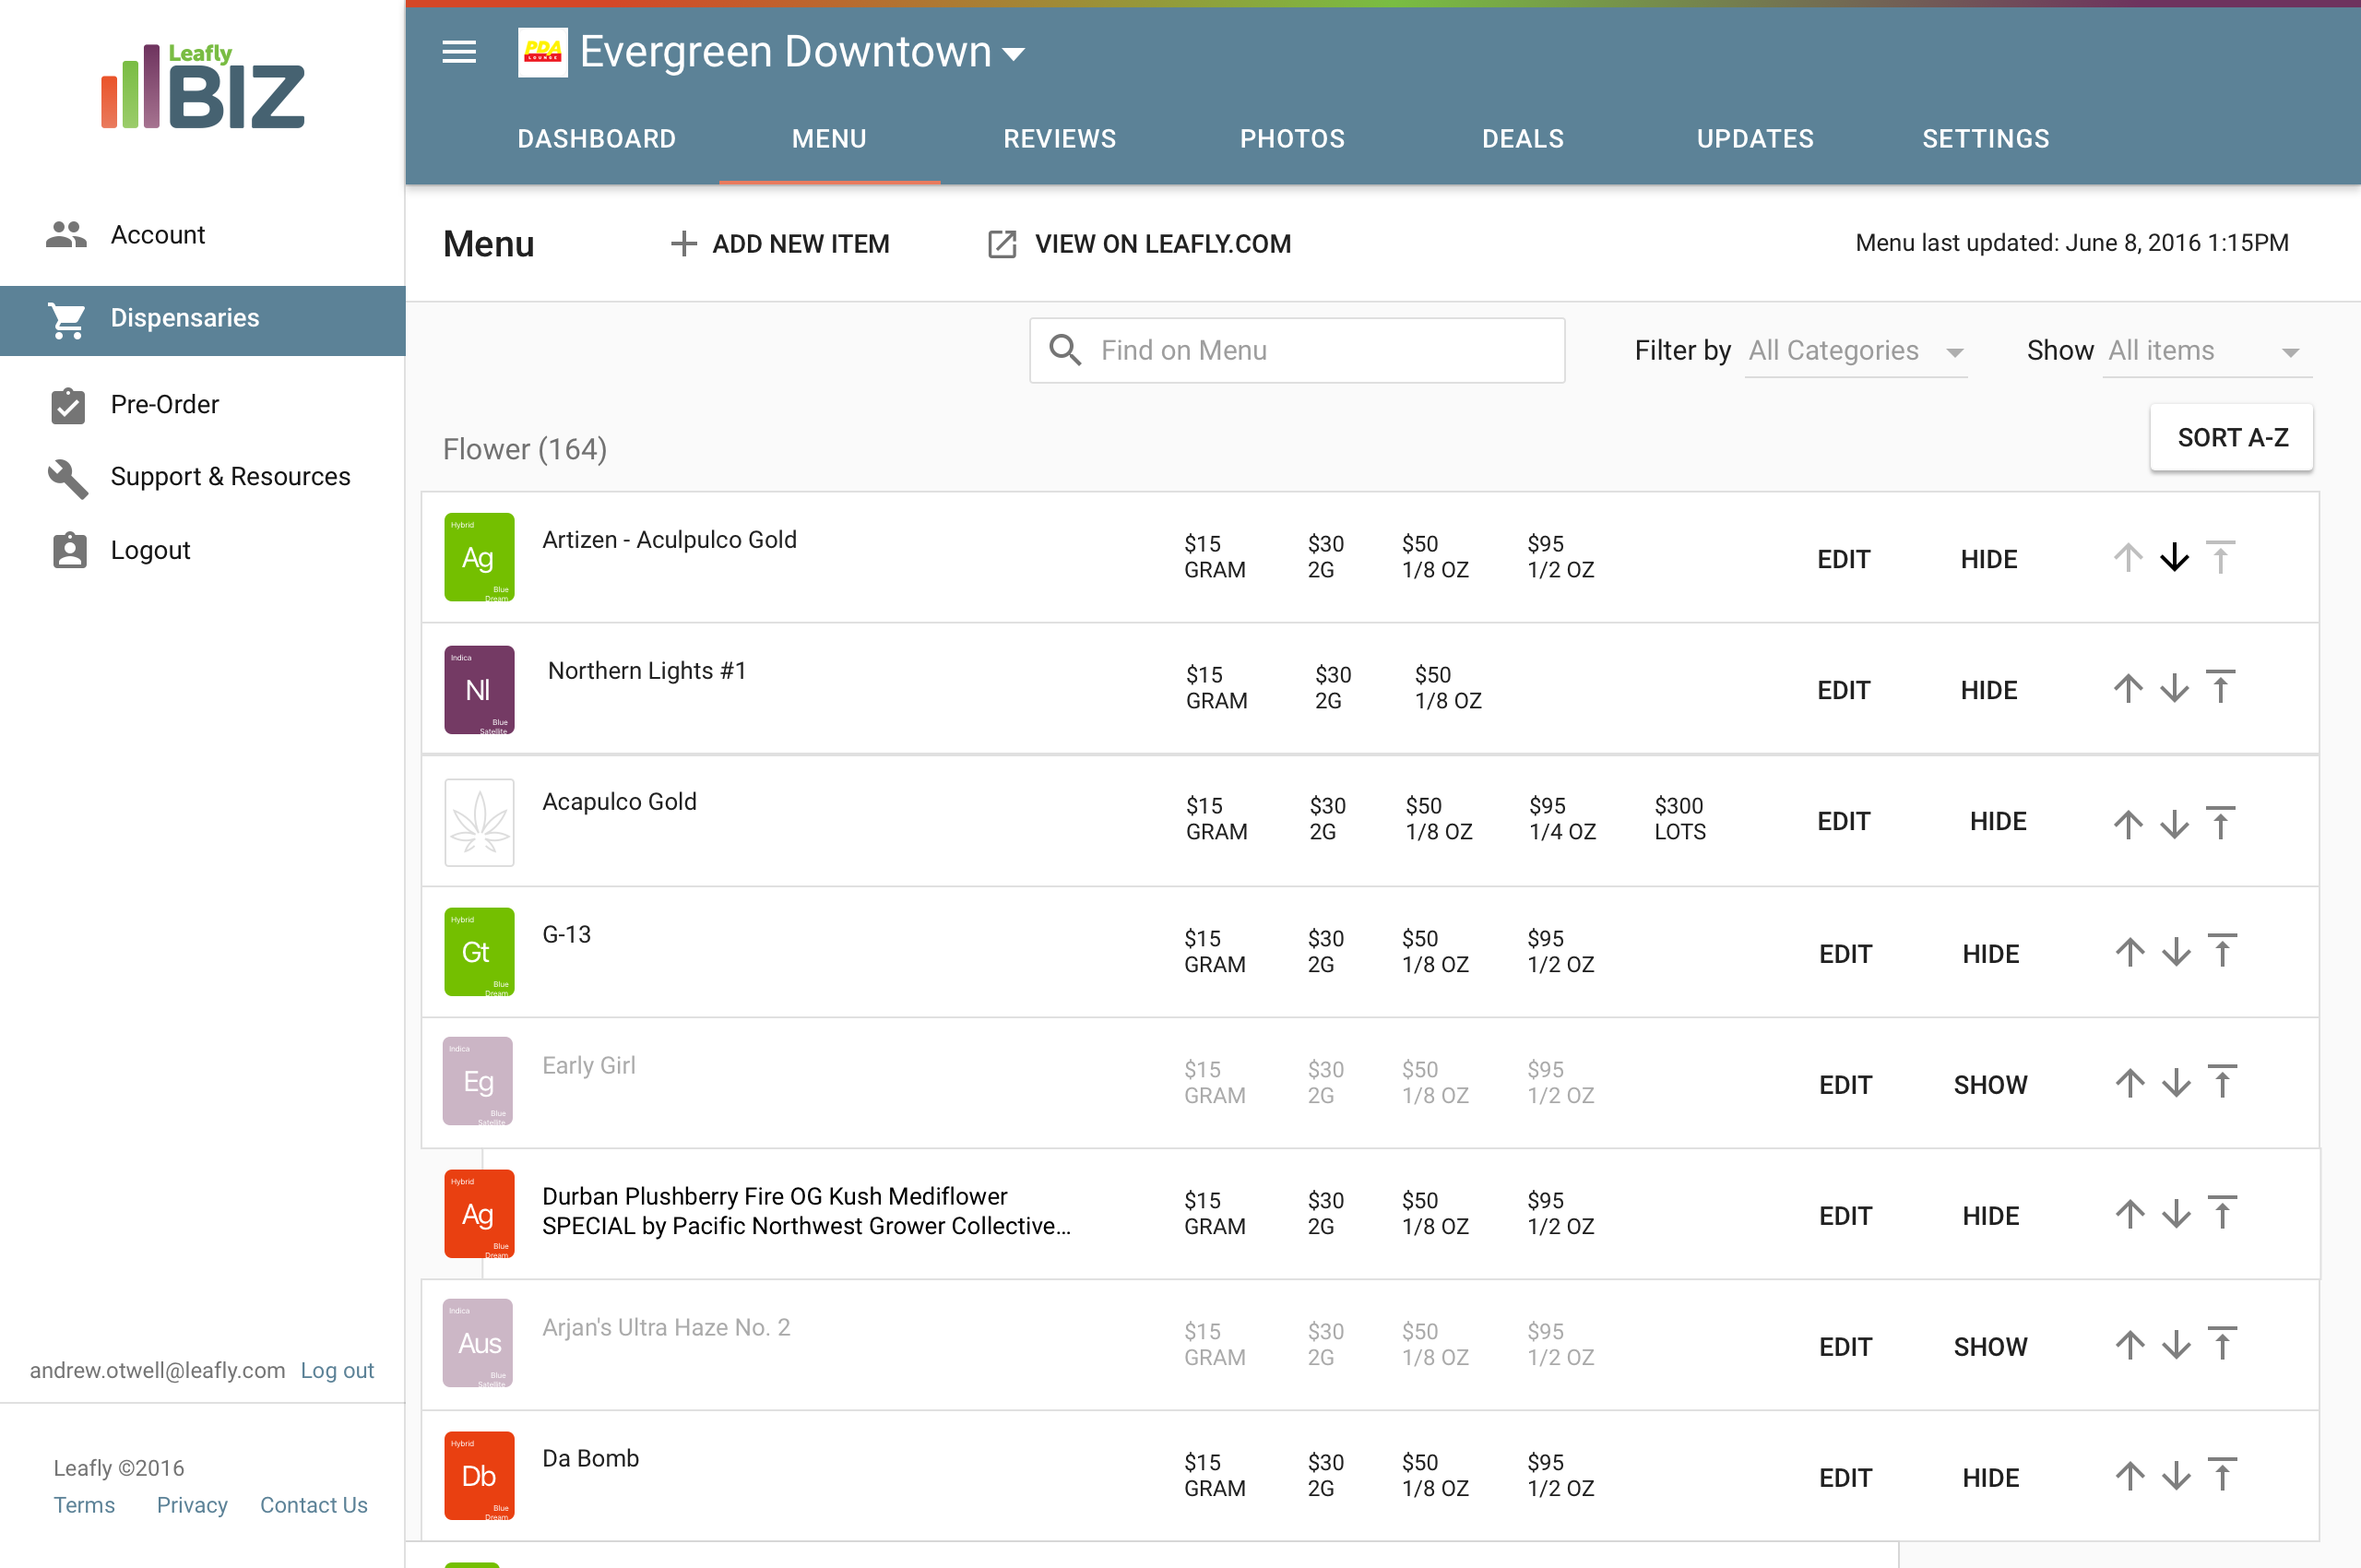 Leafly
BIZ
Account
Dispensaries
Pre-Order
Support & Resources
Logout
andrew.otwell@leafly.com Log out
Leafly ©2016
Terms Privacy Contact Us
PDA
LOUNGE
Evergreen Downtown
DASHBOARD MENU REVIEWS PHOTOS DEALS UPDATES SETTINGS
Menu ADD NEW ITEM VIEW ON LEAFLY.COM Menu last updated: June 8, 2016 1:15PM
Find on Menu Filter by All Categories Show All items
Flower (164) SORT A-Z
Hybrid
Ag
Blue
Dream
Artizen - Aculpulco Gold
$15 $30 $50 $95
GRAM 2G 1/8 OZ 1/2 OZ
EDIT HIDE
Indica
Nl
Blue
Satellite
Northern Lights #1
$15 $30 $50
GRAM 2G 1/8 OZ
EDIT HIDE
Acapulco Gold
$15 $30 $50 $95 $300
GRAM 2G 1/8 OZ 1/4 OZ LOTS
EDIT HIDE
Hybrid
Gt
Blue
Dream
G-13
$15 $30 $50 $95
GRAM 2G 1/8 OZ 1/2 OZ
EDIT HIDE
Indica
Eg
Blue
Satellite
Early Girl
$15 $30 $50 $95
GRAM 2G 1/8 OZ 1/2 OZ
EDIT SHOW
Hybrid
Ag
Blue
Dream
Durban Plushberry Fire OG Kush Mediflower
SPECIAL by Pacific Northwest Grower Collective...
$15 $30 $50 $95
GRAM 2G 1/8 OZ 1/2 OZ
EDIT HIDE
Indica
Aus
Blue
Satellite
Arjan's Ultra Haze No. 2
$15 $30 $50 $95
GRAM 2G 1/8 OZ 1/2 OZ
EDIT SHOW
Hybrid
Db
Blue
Dream
Da Bomb
$15 $30 $50 $95
GRAM 2G 1/8 OZ 1/2 OZ
EDIT HIDE